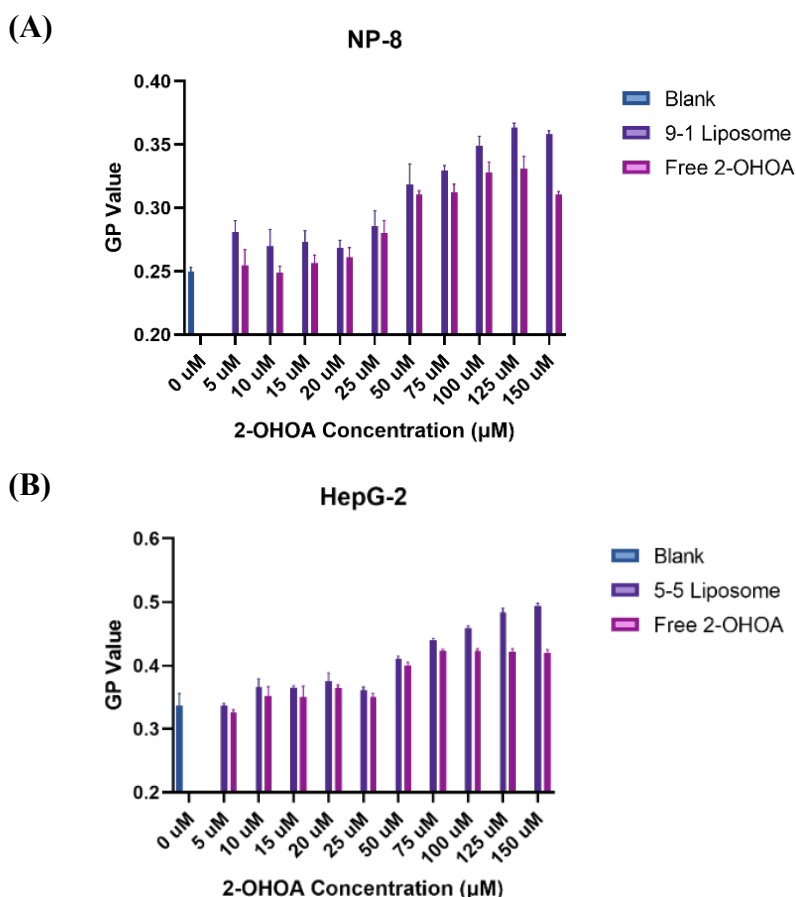 (A)
NP-8
0.40
0.35
0.30
0.25
0.20
GP Value
0 uM
5 uM
10 uM
15 uM
20 uM
25 uM
50 uM
75 uM
100 uM
125 uM
150 uM
2-OHOA Concentration (µM)
Blank
9-1 Liposome
Free 2-OHOA
(B)
HepG-2
0.6
0.5
0.4
0.3
0.2
GP Value
0 uM
5 uM
10 uM
15 uM
20 uM
25 uM
50 uM
75 uM
100 uM
125 uM
150 uM
2-OHOA Concentration (µM)
Blank
5-5 Liposome
Free 2-OHOA